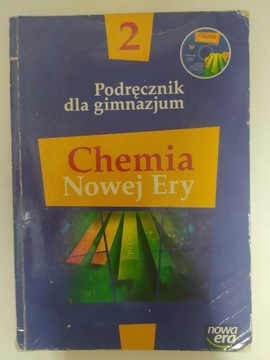 2
Podręcznik
dla gimnazjum
Chemia
Nowej Ery
nowa
era